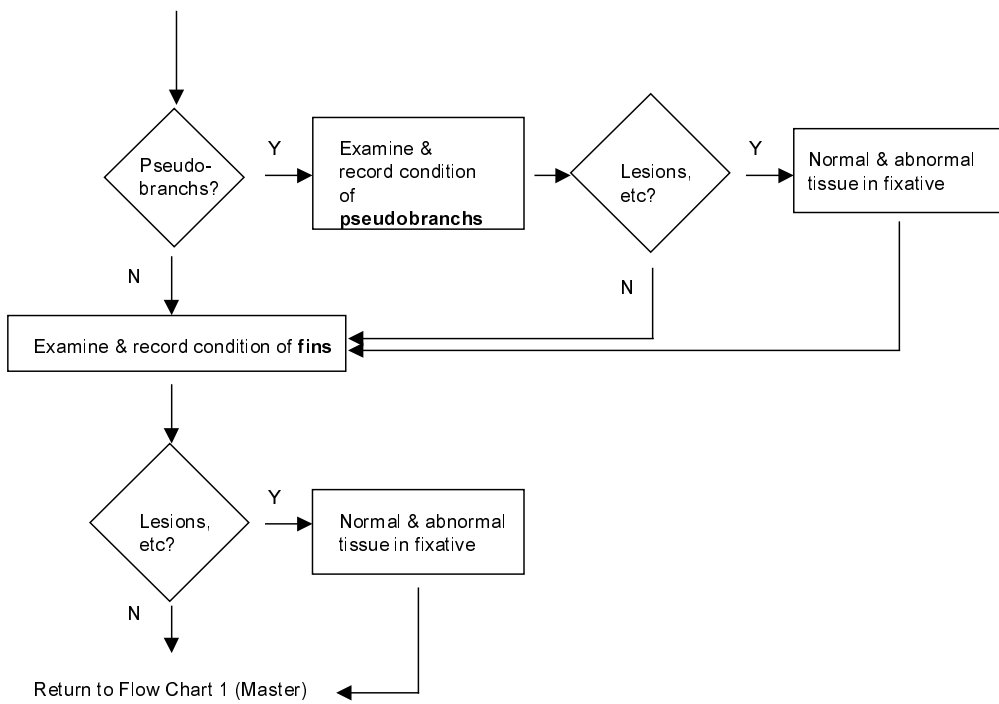 Pseudo-
branchs?
Y
Examine &
record condition
of
pseudobranchs
Lesions,
etc?
Y
Normal & abnormal
tissue in fixative
N
N
Examine & record condition of fins
Lesions,
etc?
Y
Normal & abnormal
tissue in fixative
N
Return to Flow Chart 1 (Master)